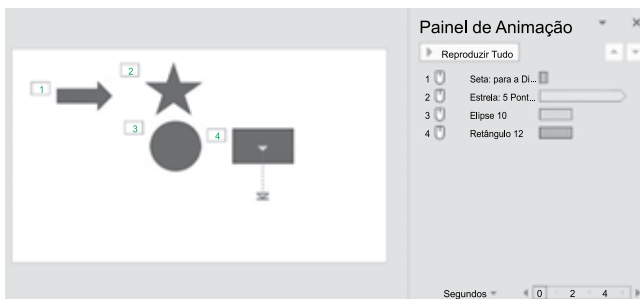 Painel de Animação
Reproduzir Tudo
1 Seta: para a Di...
2 Estrela: 5 Pont...
3 Elipse 10
4 Retângulo 12
1
2
3
4
Segundos
0 2 4